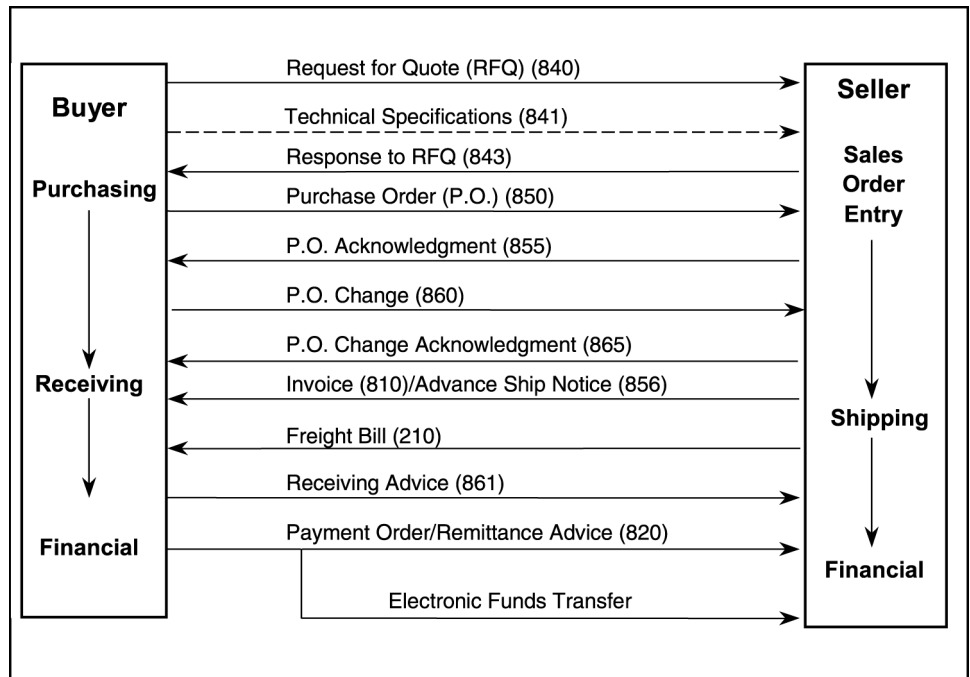 Buyer
Purchasing
Receiving
Financial
Request for Quote (RFQ) (840)
Technical Specifications (841)
Response to RFQ (843)
Purchase Order (P.O.) (850)
P.O. Acknowledgment (855)
P.O. Change (860)
P.O. Change Acknowledgment (865)
Invoice (810)/Advance Ship Notice (856)
Freight Bill (210)
Receiving Advice (861)
Payment Order/Remittance Advice (820)
Electronic Funds Transfer
Seller
Sales
Order
Entry
Shipping
Financial